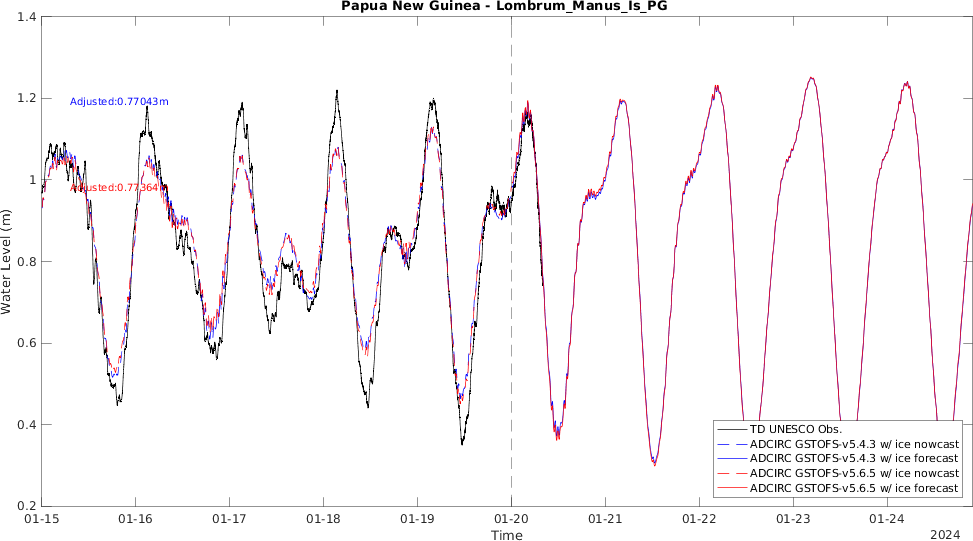 Papua New Guinea - Lombrum_Manus_Is_PG
1.4
1.2
1
0.8
0.6
0.4
0.2
Water Level (m)
Adjusted:0.77043m
Adjusted:0.77364
TD UNESCO Obs.
ADCIRC GSTOFS-v5.4.3 w/ ice nowcast
ADCIRC GSTOFS-v5.4.3 w/ ice forecast
ADCIRC GSTOFS-v5.6.5 w/ ice nowcast
ADCIRC GSTOFS-v5.6.5 w/ ice forecast
01-15 01-16 01-17 01-18 01-19 01-20 01-21 01-22 01-23 01-24
Time
2024